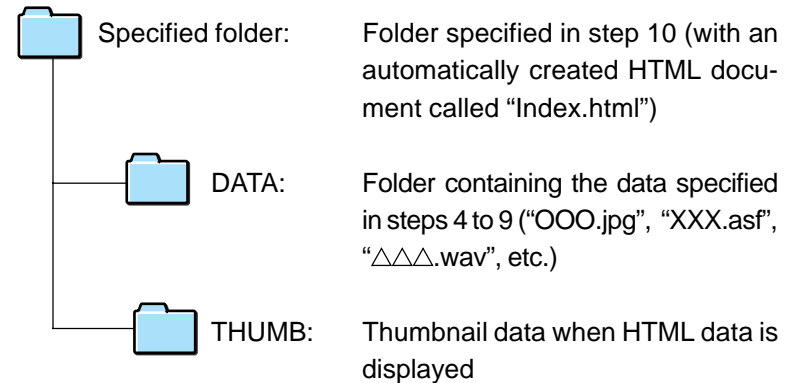 Specified folder: Folder specified in step 10 (with an
automatically created HTML docu-
ment called “Index.html”)
DATA: Folder containing the data specified
in steps 4 to 9 (“OOO.jpg”, “XXX.asf”,
“△△△.wav”, etc.)
THUMB: Thumbnail data when HTML data is
displayed